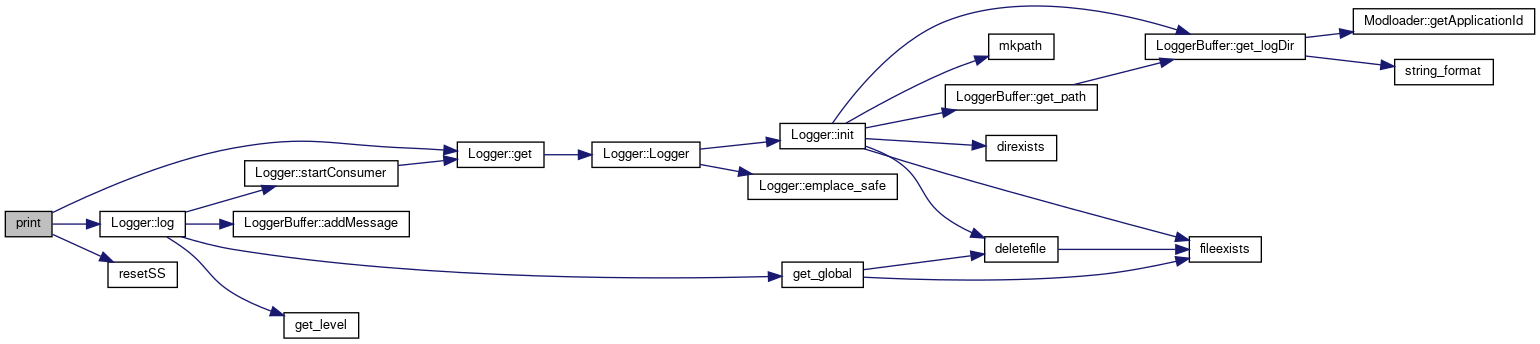 print
Logger::log
resetSS
Logger::startConsumer
LoggerBuffer::addMessage
get_level
Logger::get
Logger::Logger
Logger::init
Logger::emplace_safe
get_global
mkpath
LoggerBuffer::get_path
direxists
deletefile
LoggerBuffer::get_logDir
fileexists
Modloader::getApplicationId
string_format